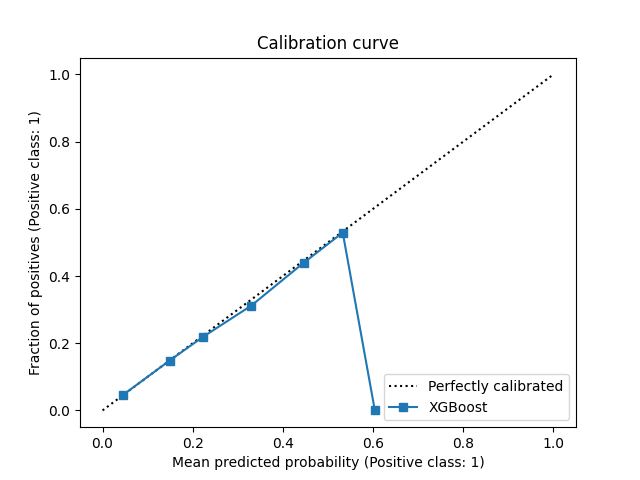 Calibration curve
Fraction of positives (Positive class: 1)
1.0
0.8
0.6
0.4
0.2
0.0
0.0 0.2 0.4 0.6 0.8 1.0
Mean predicted probability (Positive class: 1)
Perfectly calibrated
XGBoost